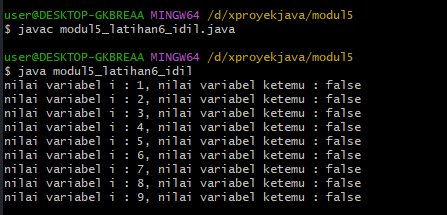 user@DESKTOP-GKBREAA MINGW64 /d/xproyekjava/modul5
$ javac modul5_latihan6_idil.java
user@DESKTOP-GKBREAA MINGW64 /d/xproyekjava/modul5
$ java modul5_latihan6_idil
nilai variabel i : 1, nilai variabel ketemu : false
nilai variabel i : 2, nilai variabel ketemu : false
nilai variabel i : 3, nilai variabel ketemu : false
nilai variabel i : 4, nilai variabel ketemu : false
nilai variabel i : 5, nilai variabel ketemu : false
nilai variabel i : 6, nilai variabel ketemu : false
nilai variabel i : 7, nilai variabel ketemu : false
nilai variabel i : 8, nilai variabel ketemu : false
nilai variabel i : 9, nilai variabel ketemu : false